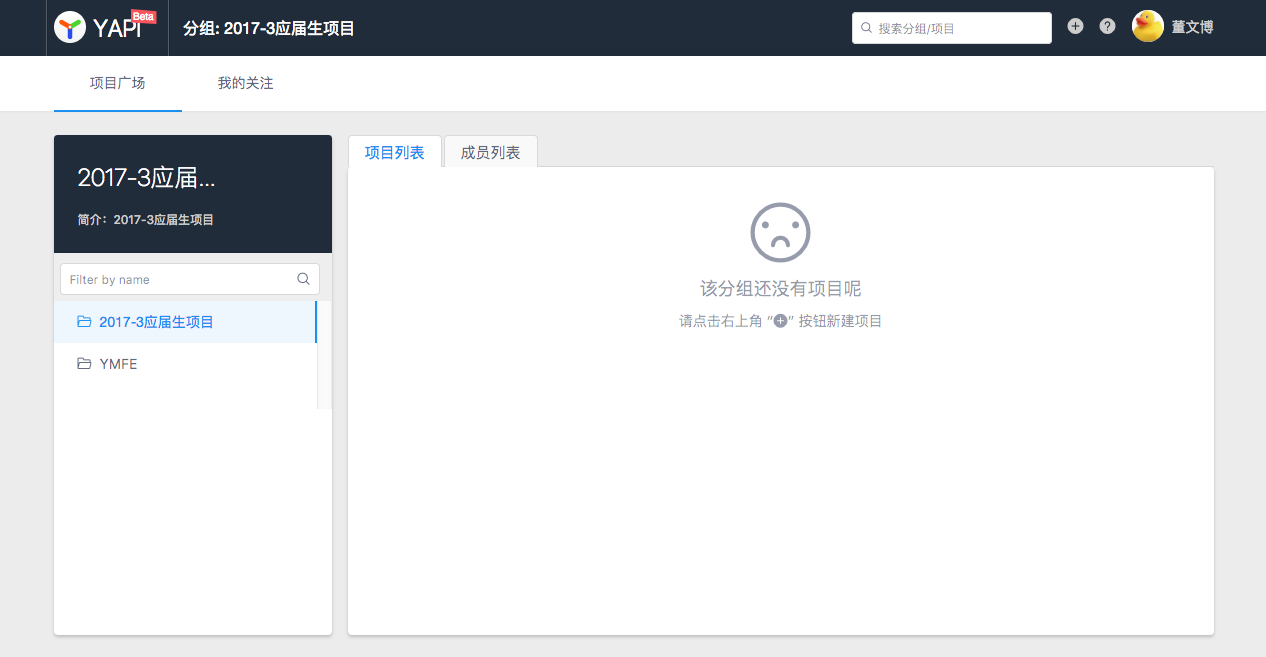 YAPI Beta
分组: 2017-3应届生项目
搜索分组/项目
董文博
项目广场
我的关注
2017-3应届...
简介：2017-3应届生项目
Filter by name
2017-3应届生项目
YMFE
项目列表
成员列表
该分组还没有项目呢
请点击右上角 “+” 按钮新建项目